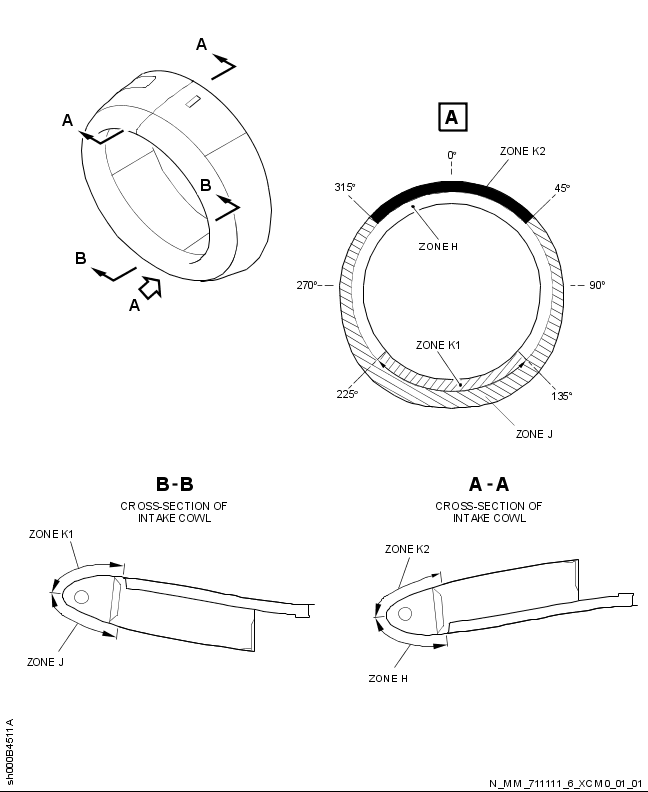 A
A
B
B
A
A
0°
ZONE K2
315°
45°
ZONE H
270°
90°
ZONE K1
225°
135°
ZONE J
B-B
CROSS-SECTION OF
INTAKE COWL
ZONE K1
ZONE J
A-A
CROSS-SECTION OF
INTAKE COWL
ZONE K2
ZONE H
sh000B4511A
N_MM_711111_6_XCM0_01_01